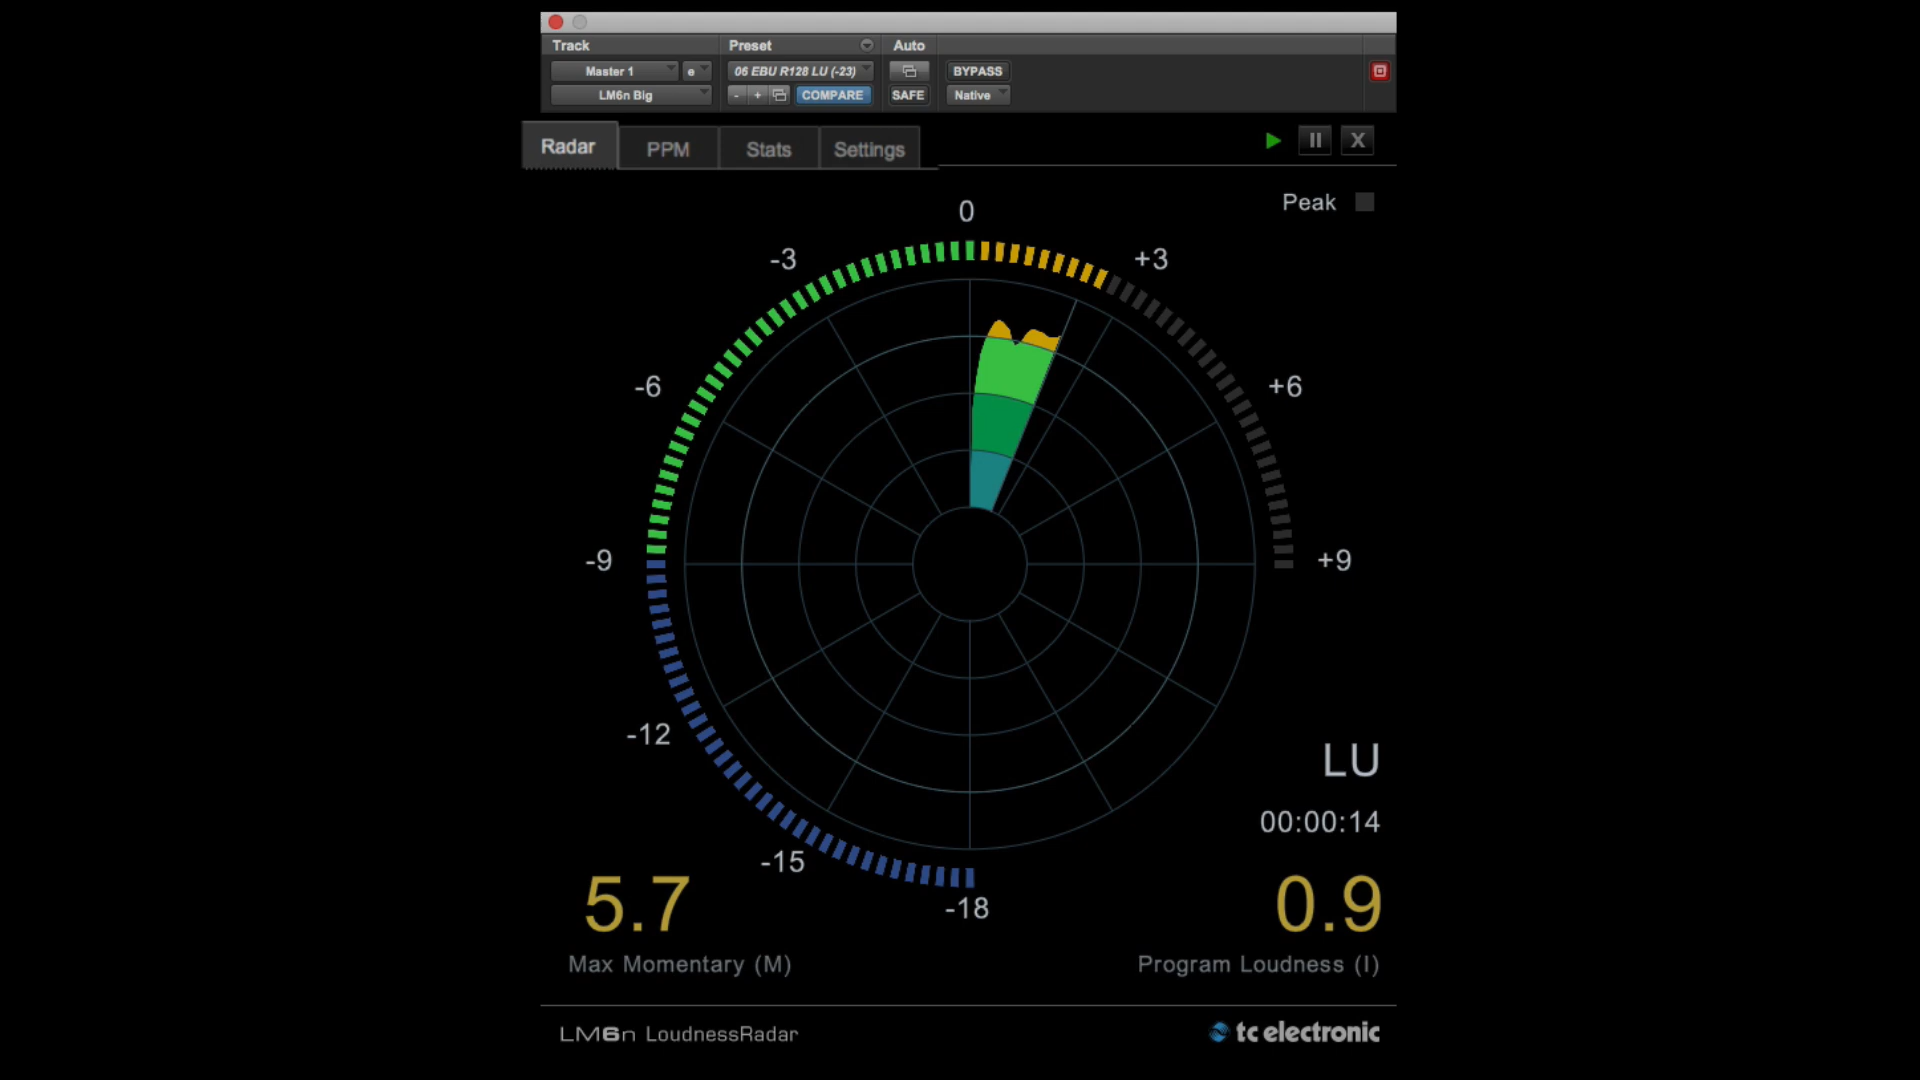 Track Preset Auto
Master 1 e 06 EBU R128 LU (-23) BYPASS
LM6n Big - + COMPARE SAFE Native
Radar PPM Stats Settings X
Peak
0
-3 +3
-6 +6
-9 +9
-12
LU
00:00:14
-15
5.7 0.9
-18
Max Momentary (M) Program Loudness (I)
LM6n LoudnessRadar tc electronic